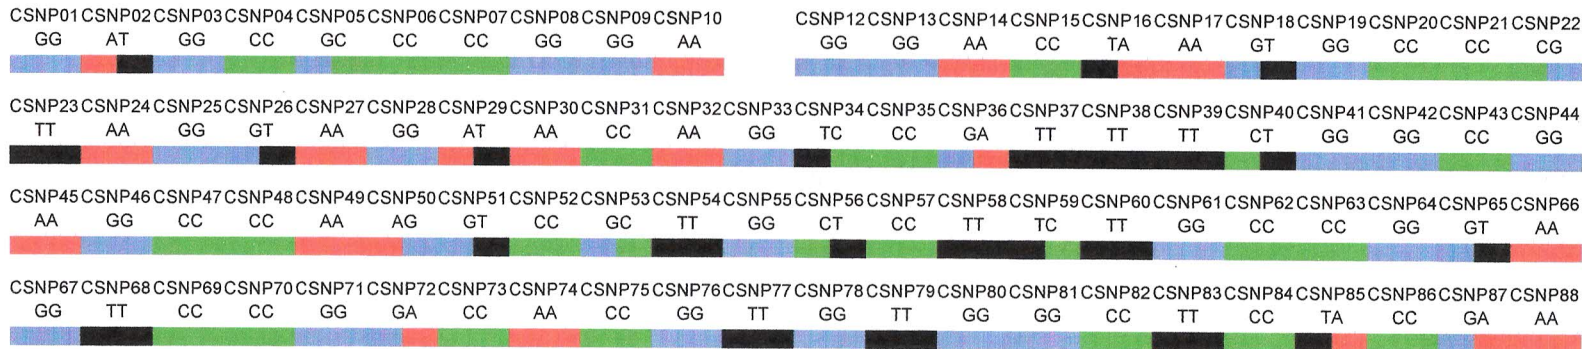 CSNP01 CSNP02 CSNP03 CSNP04 CSNP05 CSNP06 CSNP07 CSNP08 CSNP09 CSNP10 CSNP12 CSNP13 CSNP14 CSNP15 CSNP16 CSNP17 CSNP18 CSNP19 CSNP20 CSNP21 CSNP22
GG AT GG CC GC CC CC GG GG AA GG GG AA CC TA AA GT GG CC CC CG
CSNP23 CSNP24 CSNP25 CSNP26 CSNP27 CSNP28 CSNP29 CSNP30 CSNP31 CSNP32 CSNP33 CSNP34 CSNP35 CSNP36 CSNP37 CSNP38 CSNP39 CSNP40 CSNP41 CSNP42 CSNP43 CSNP44
TT AA GG GT AA GG AT AA CC AA GG TC CC GA TT TT TT CT GG GG CC GG
CSNP45 CSNP46 CSNP47 CSNP48 CSNP49 CSNP50 CSNP51 CSNP52 CSNP53 CSNP54 CSNP55 CSNP56 CSNP57 CSNP58 CSNP59 CSNP60 CSNP61 CSNP62 CSNP63 CSNP64 CSNP65 CSNP66
AA GG CC CC AA AG GT CC GC TT GG CT CC TT TC TT GG CC CC GG GT AA
CSNP67 CSNP68 CSNP69 CSNP70 CSNP71 CSNP72 CSNP73 CSNP74 CSNP75 CSNP76 CSNP77 CSNP78 CSNP79 CSNP80 CSNP81 CSNP82 CSNP83 CSNP84 CSNP85 CSNP86 CSNP87 CSNP88
GG TT CC CC GG GA CC AA CC GG TT GG TT GG GG CC TT CC TA CC GA AA